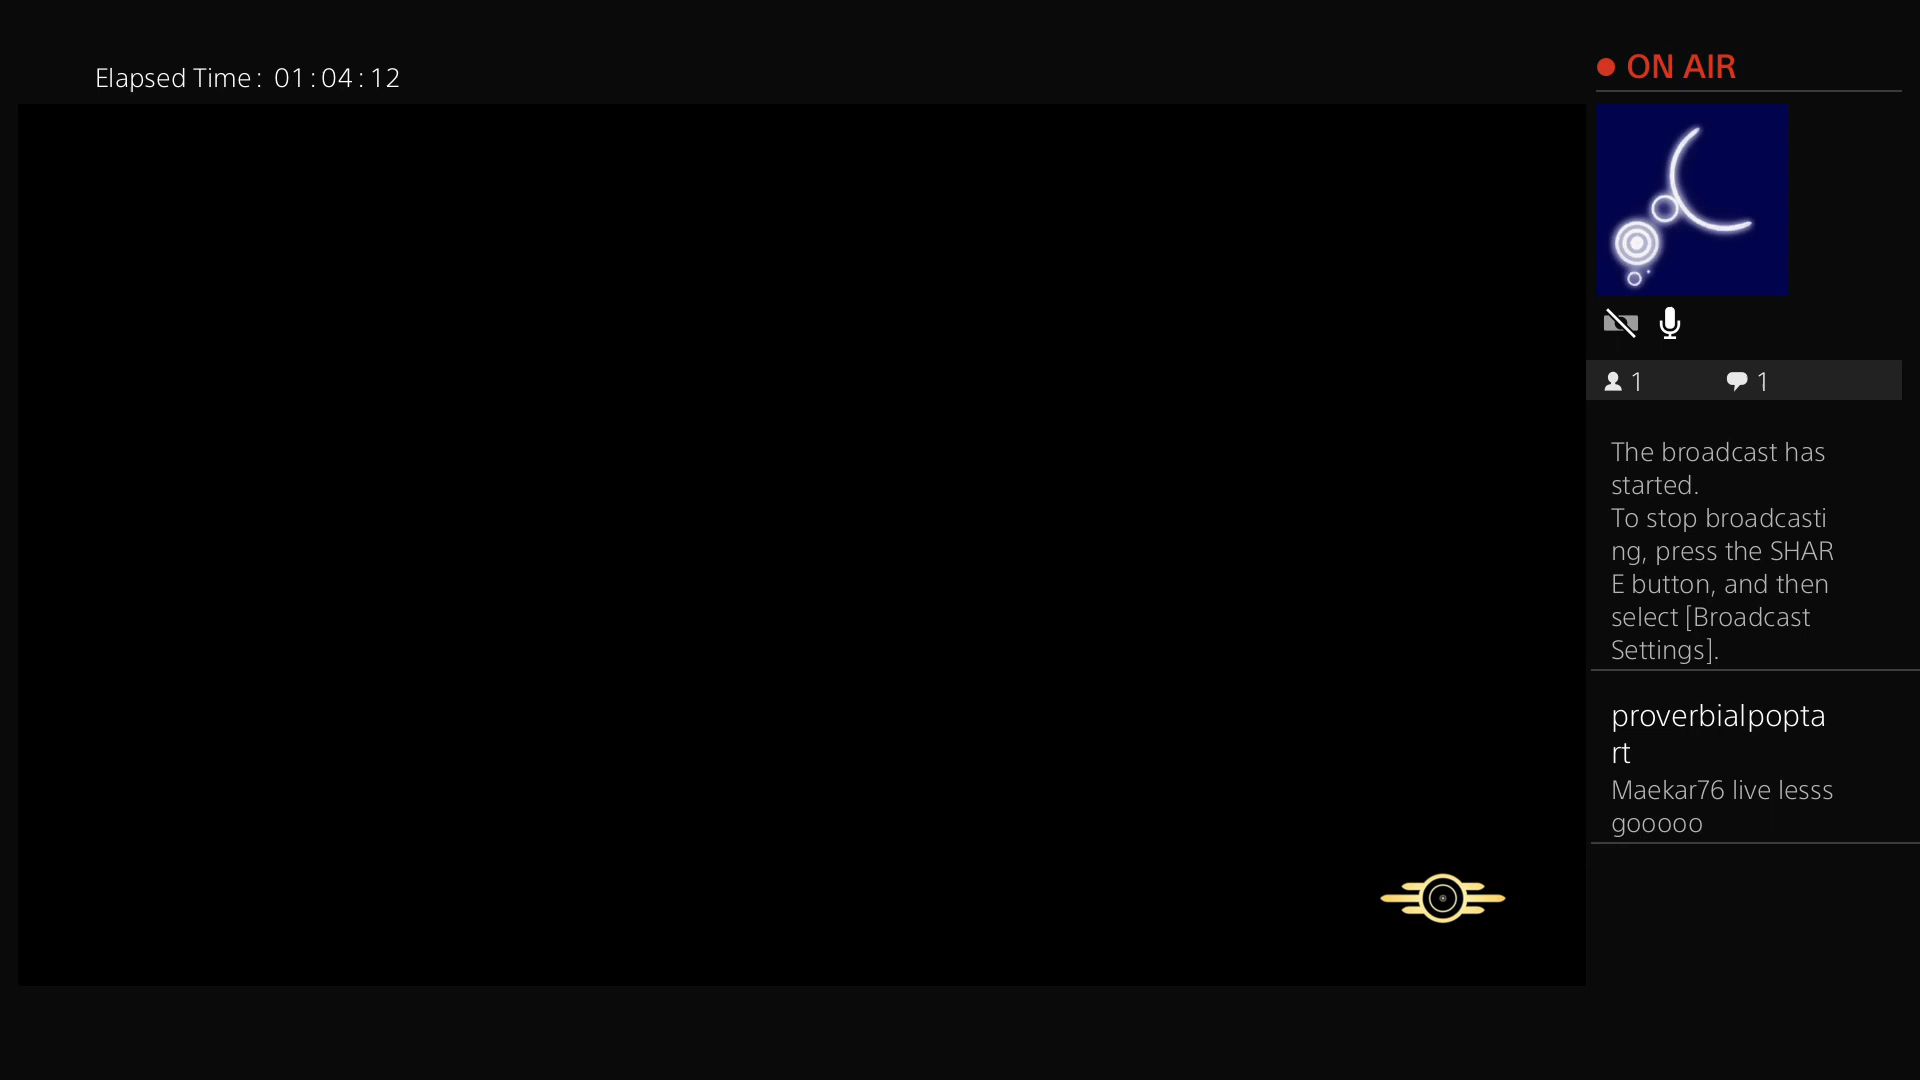 Elapsed Time: 01:04:12
ON AIR
1 1
The broadcast has
started.
To stop broadcasti
ng, press the SHAR
E button, and then
select [Broadcast
Settings].
proverbialpopta
rt
Maekar76 live lesss
gooooo